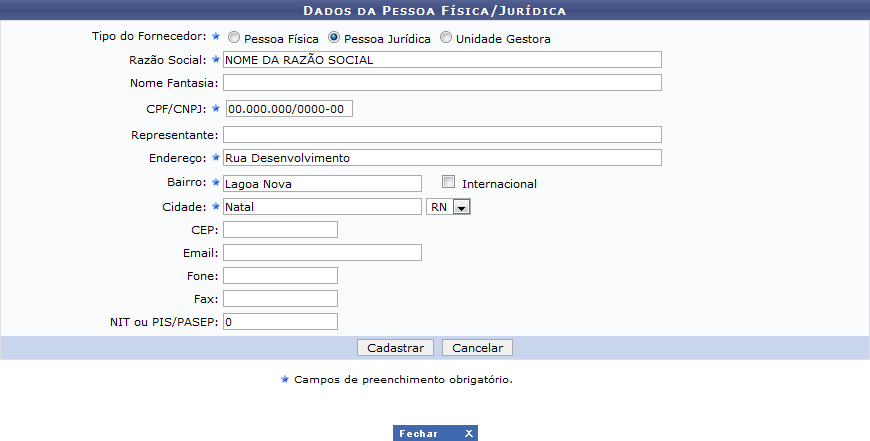 Dados da Pessoa Física/Jurídica
Tipo do Fornecedor: Pessoa Física Pessoa Jurídica Unidade Gestora
Razão Social: NOME DA RAZÃO SOCIAL
Nome Fantasia:
CPF/CNPJ: 00.000.000/0000-00
Representante:
Endereço: Rua Desenvolvimento
Bairro: Lagoa Nova Internacional
Cidade: Natal RN
CEP:
Email:
Fone:
Fax:
NIT ou PIS/PASEP: 0
Cadastrar Cancelar
Campos de preenchimento obrigatório.
Fechar X